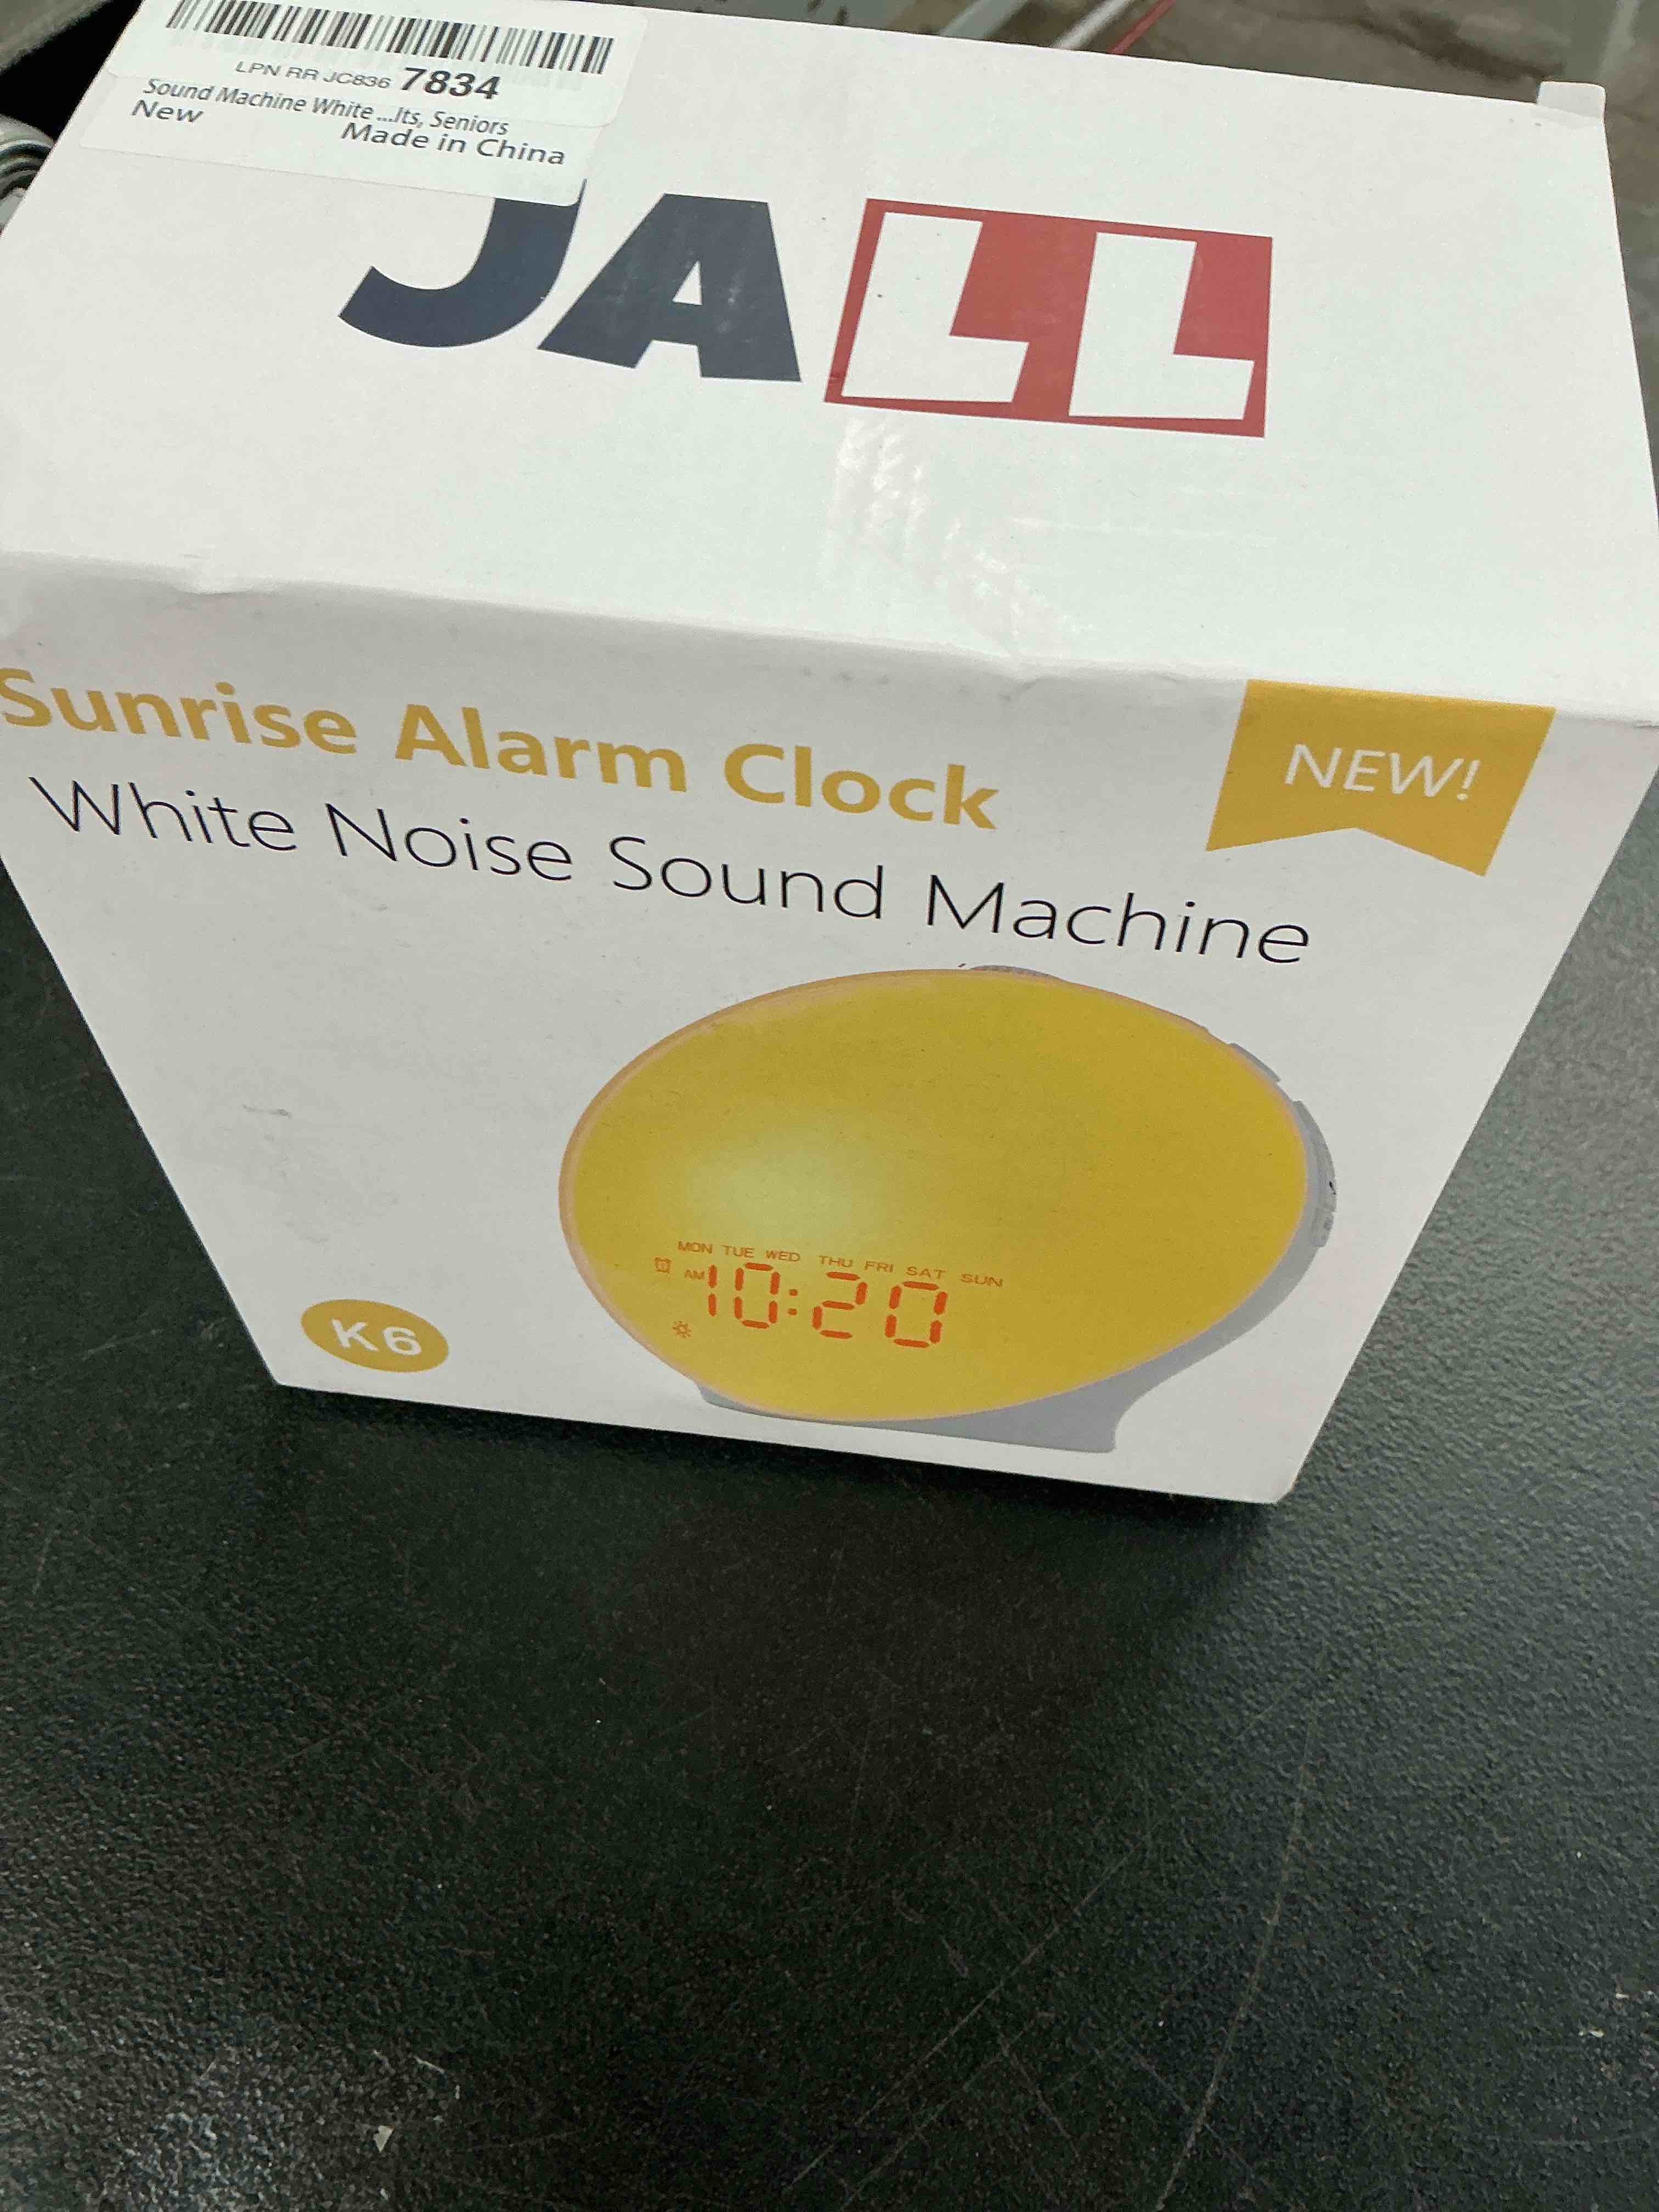 LPN RR JC836 7834
Sound Machine White ...lts, Seniors
New
Made in China
JALL
Sunrise Alarm Clock
NEW!
White Noise Sound Machine
MON TUE WED THU FRI SAT SUN
AM 10:20
K6